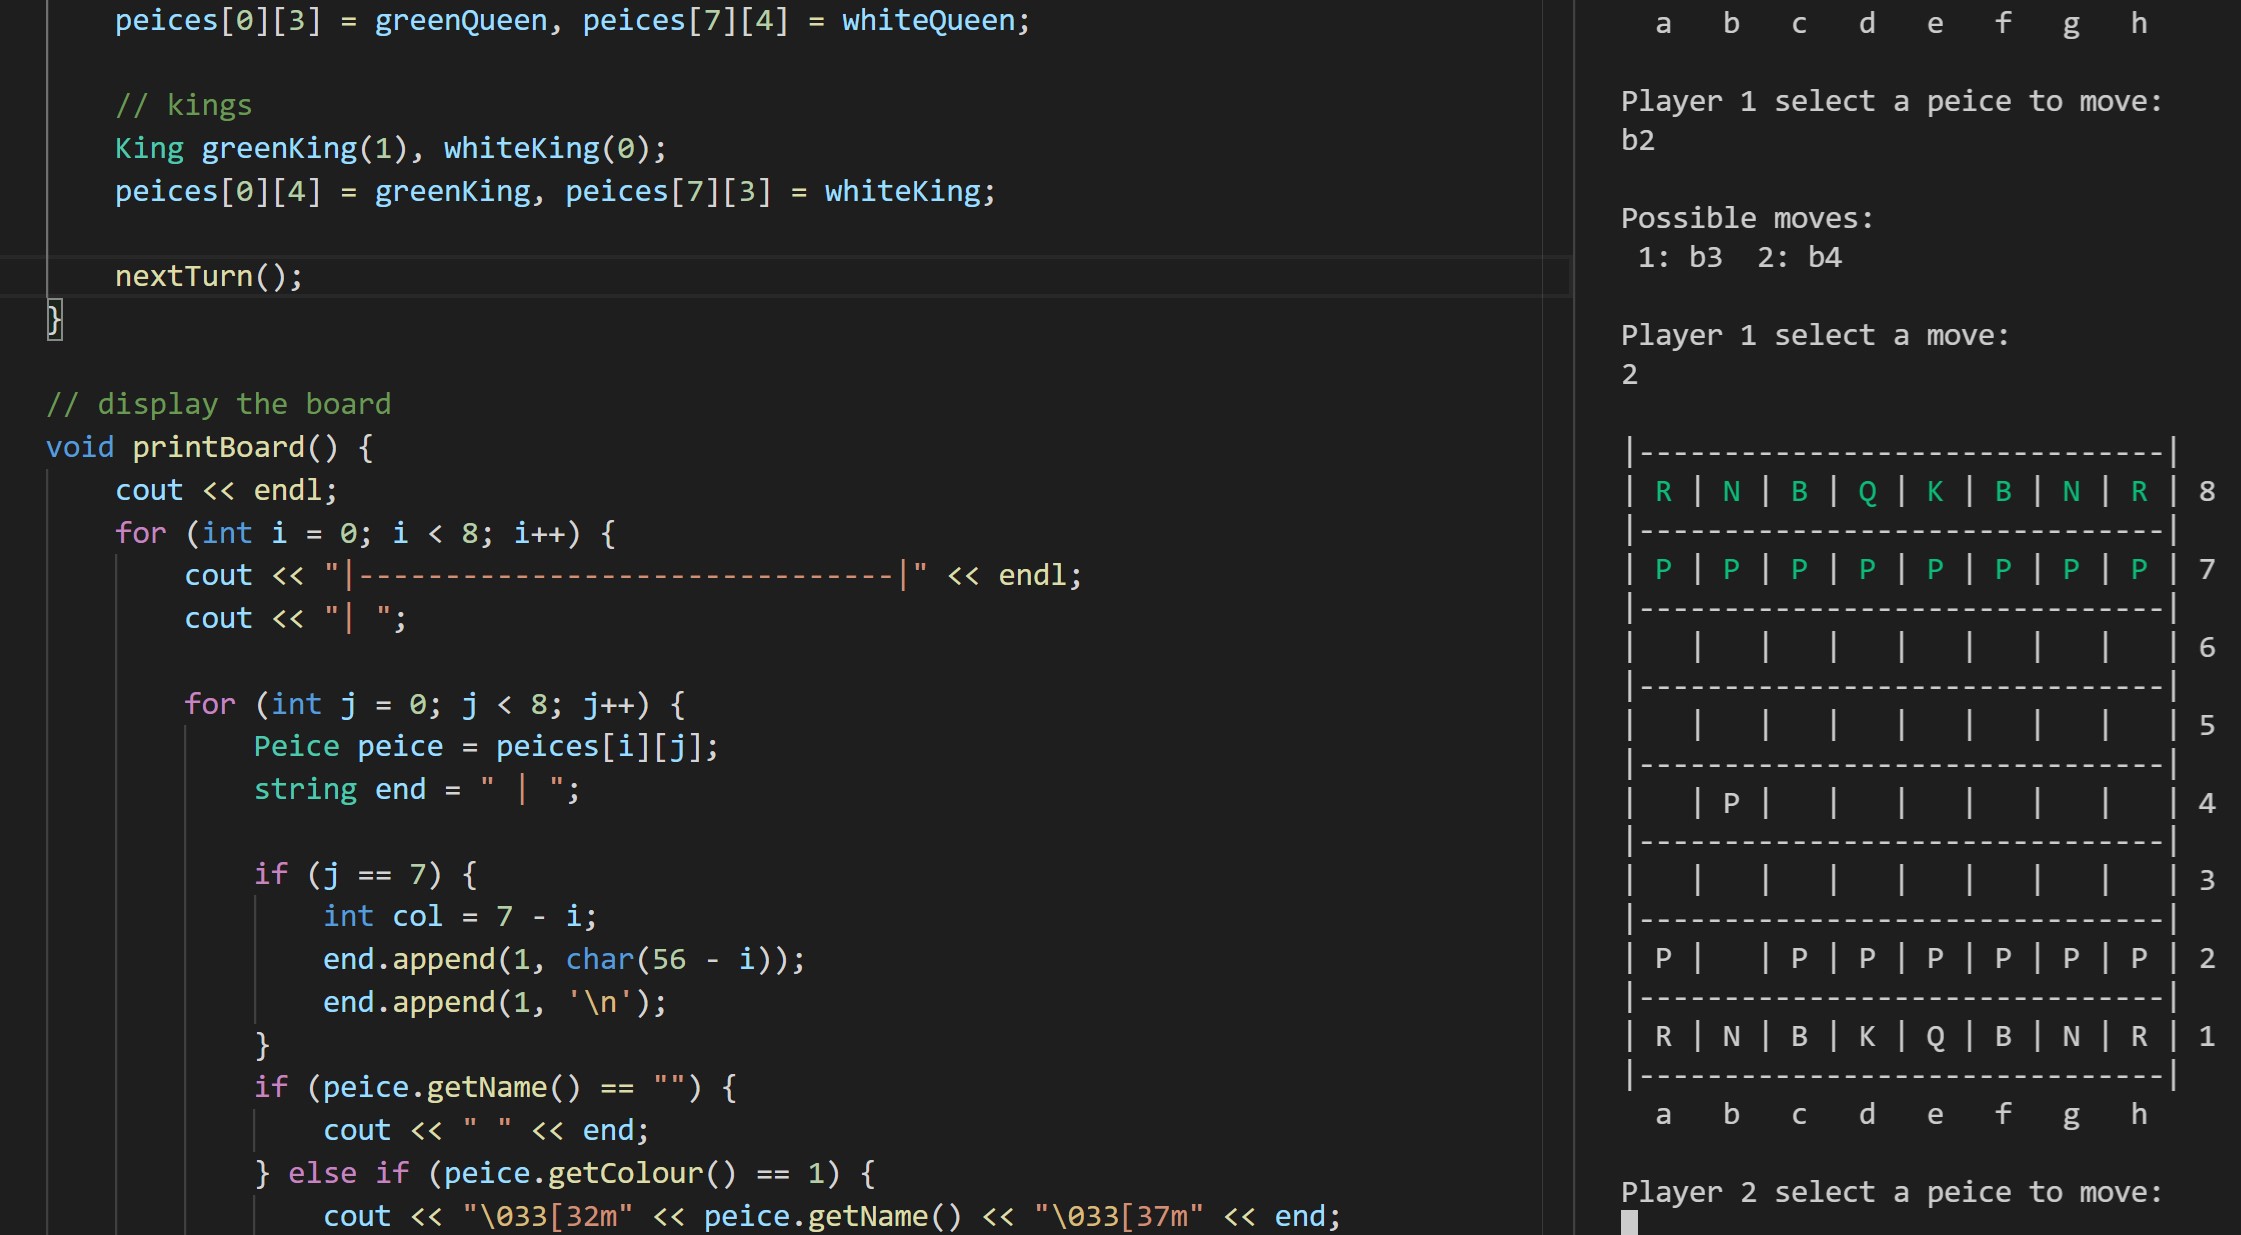 peices[0][3] = greenQueen, peices[7][4] = whiteQueen;

    // kings
    King greenKing(1), whiteKing(0);
    peices[0][4] = greenKing, peices[7][3] = whiteKing;

    nextTurn();
}

// display the board
void printBoard() {
    cout << endl;
    for (int i = 0; i < 8; i++) {
        cout << "|-------------------------------|" << endl;
        cout << "| ";

        for (int j = 0; j < 8; j++) {
            Peice peice = peices[i][j];
            string end = " | ";

            if (j == 7) {
                int col = 7 - i;
                end.append(1, char(56 - i));
                end.append(1, '\n');
            }
            if (peice.getName() == "") {
                cout << " " << end;
            } else if (peice.getColour() == 1) {
                cout << "\033[32m" << peice.getName() << "\033[37m" << end;
  a   b   c   d   e   f   g   h

Player 1 select a peice to move:
b2

Possible moves:
 1: b3  2: b4

Player 1 select a move:
2

|-------------------------------|
| R | N | B | Q | K | B | N | R | 8
|-------------------------------|
| P | P | P | P | P | P | P | P | 7
|-------------------------------|
|   |   |   |   |   |   |   |   | 6
|-------------------------------|
|   |   |   |   |   |   |   |   | 5
|-------------------------------|
|   | P |   |   |   |   |   |   | 4
|-------------------------------|
|   |   |   |   |   |   |   |   | 3
|-------------------------------|
| P |   | P | P | P | P | P | P | 2
|-------------------------------|
| R | N | B | K | Q | B | N | R | 1
|-------------------------------|
  a   b   c   d   e   f   g   h

Player 2 select a peice to move: